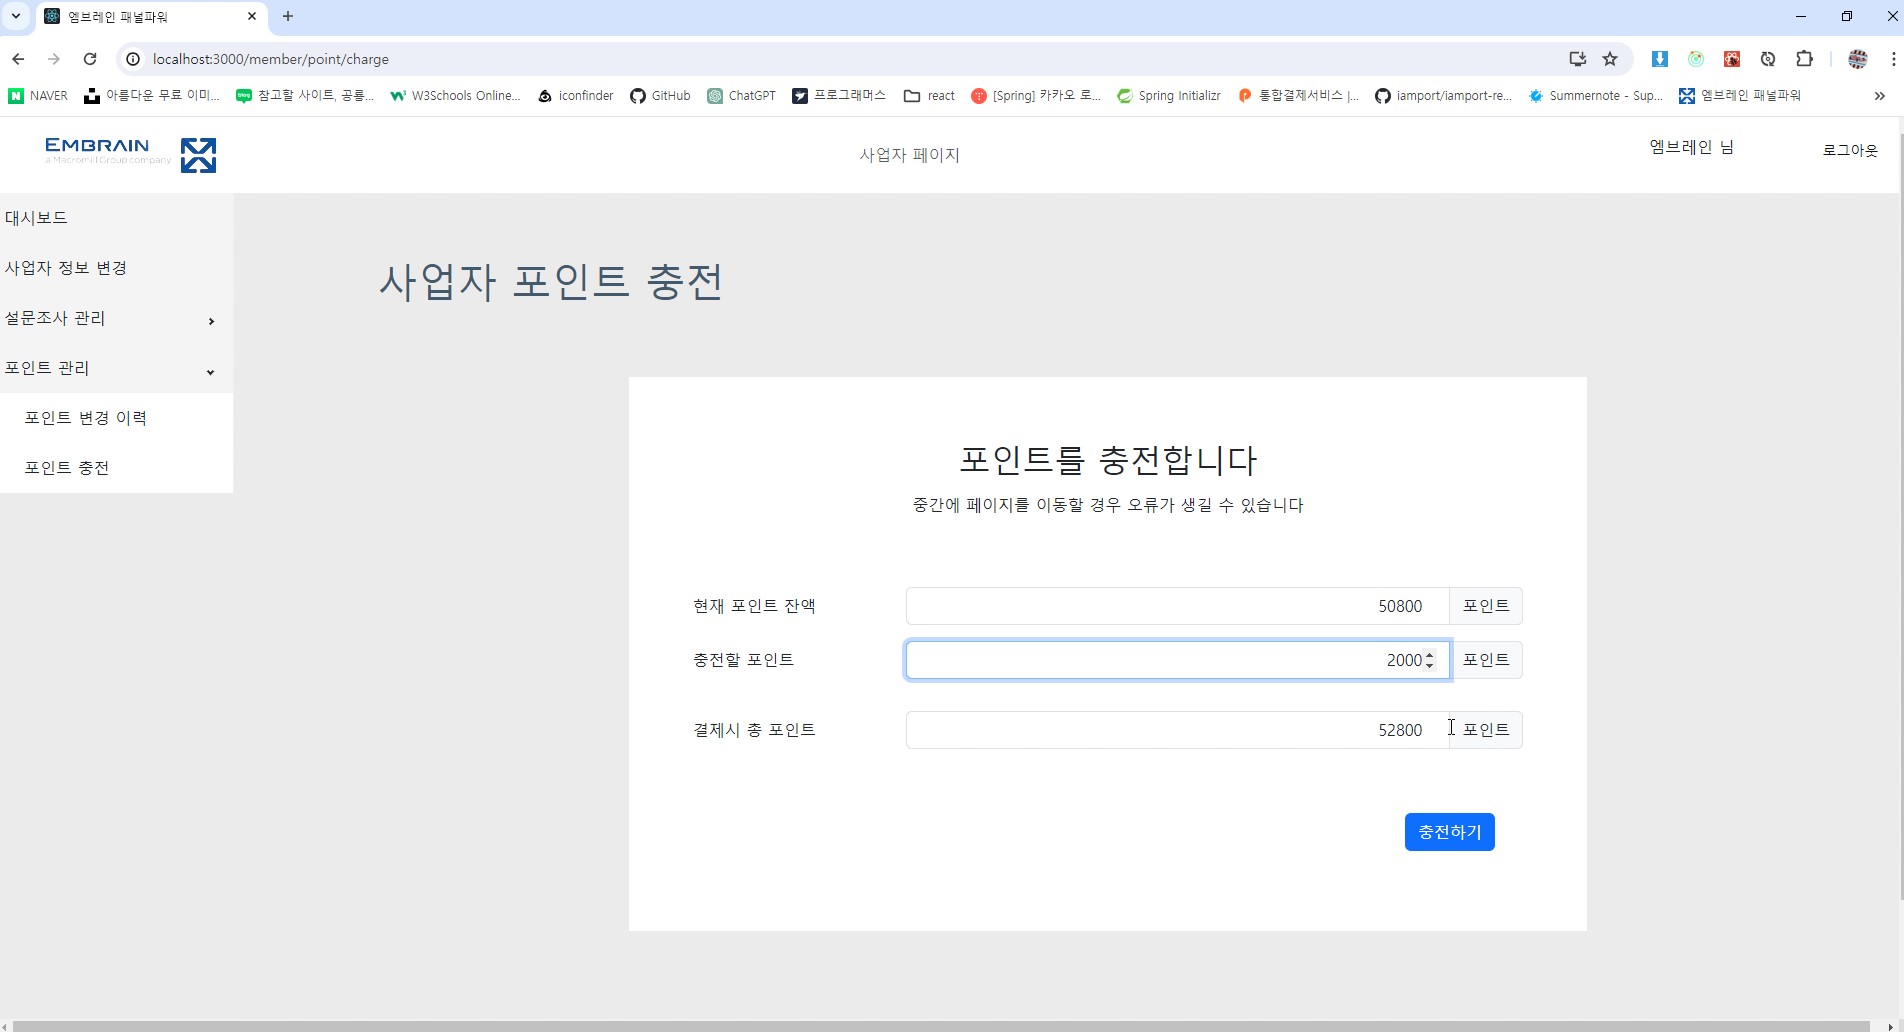 엠브레인 패널파워
localhost:3000/member/point/charge
NAVER 아름다운 무료 이미... 참고할 사이트, 공룡... W3Schools Online... iconfinder GitHub ChatGPT 프로그래머스 react [Spring] 카카오 로... Spring Initializr 통합결제서비스 |... iamport/iamport-re... Summernote - Sup... 엠브레인 패널파워
EMBRAIN
a Macromill Group company
사업자 페이지
엠브레인 님
로그아웃
대시보드
사업자 정보 변경
설문조사 관리
포인트 관리
포인트 변경 이력
포인트 충전
사업자 포인트 충전
포인트를 충전합니다
중간에 페이지를 이동할 경우 오류가 생길 수 있습니다
현재 포인트 잔액 50800 포인트
충전할 포인트 2000 포인트
결제시 총 포인트 52800 포인트
충전하기